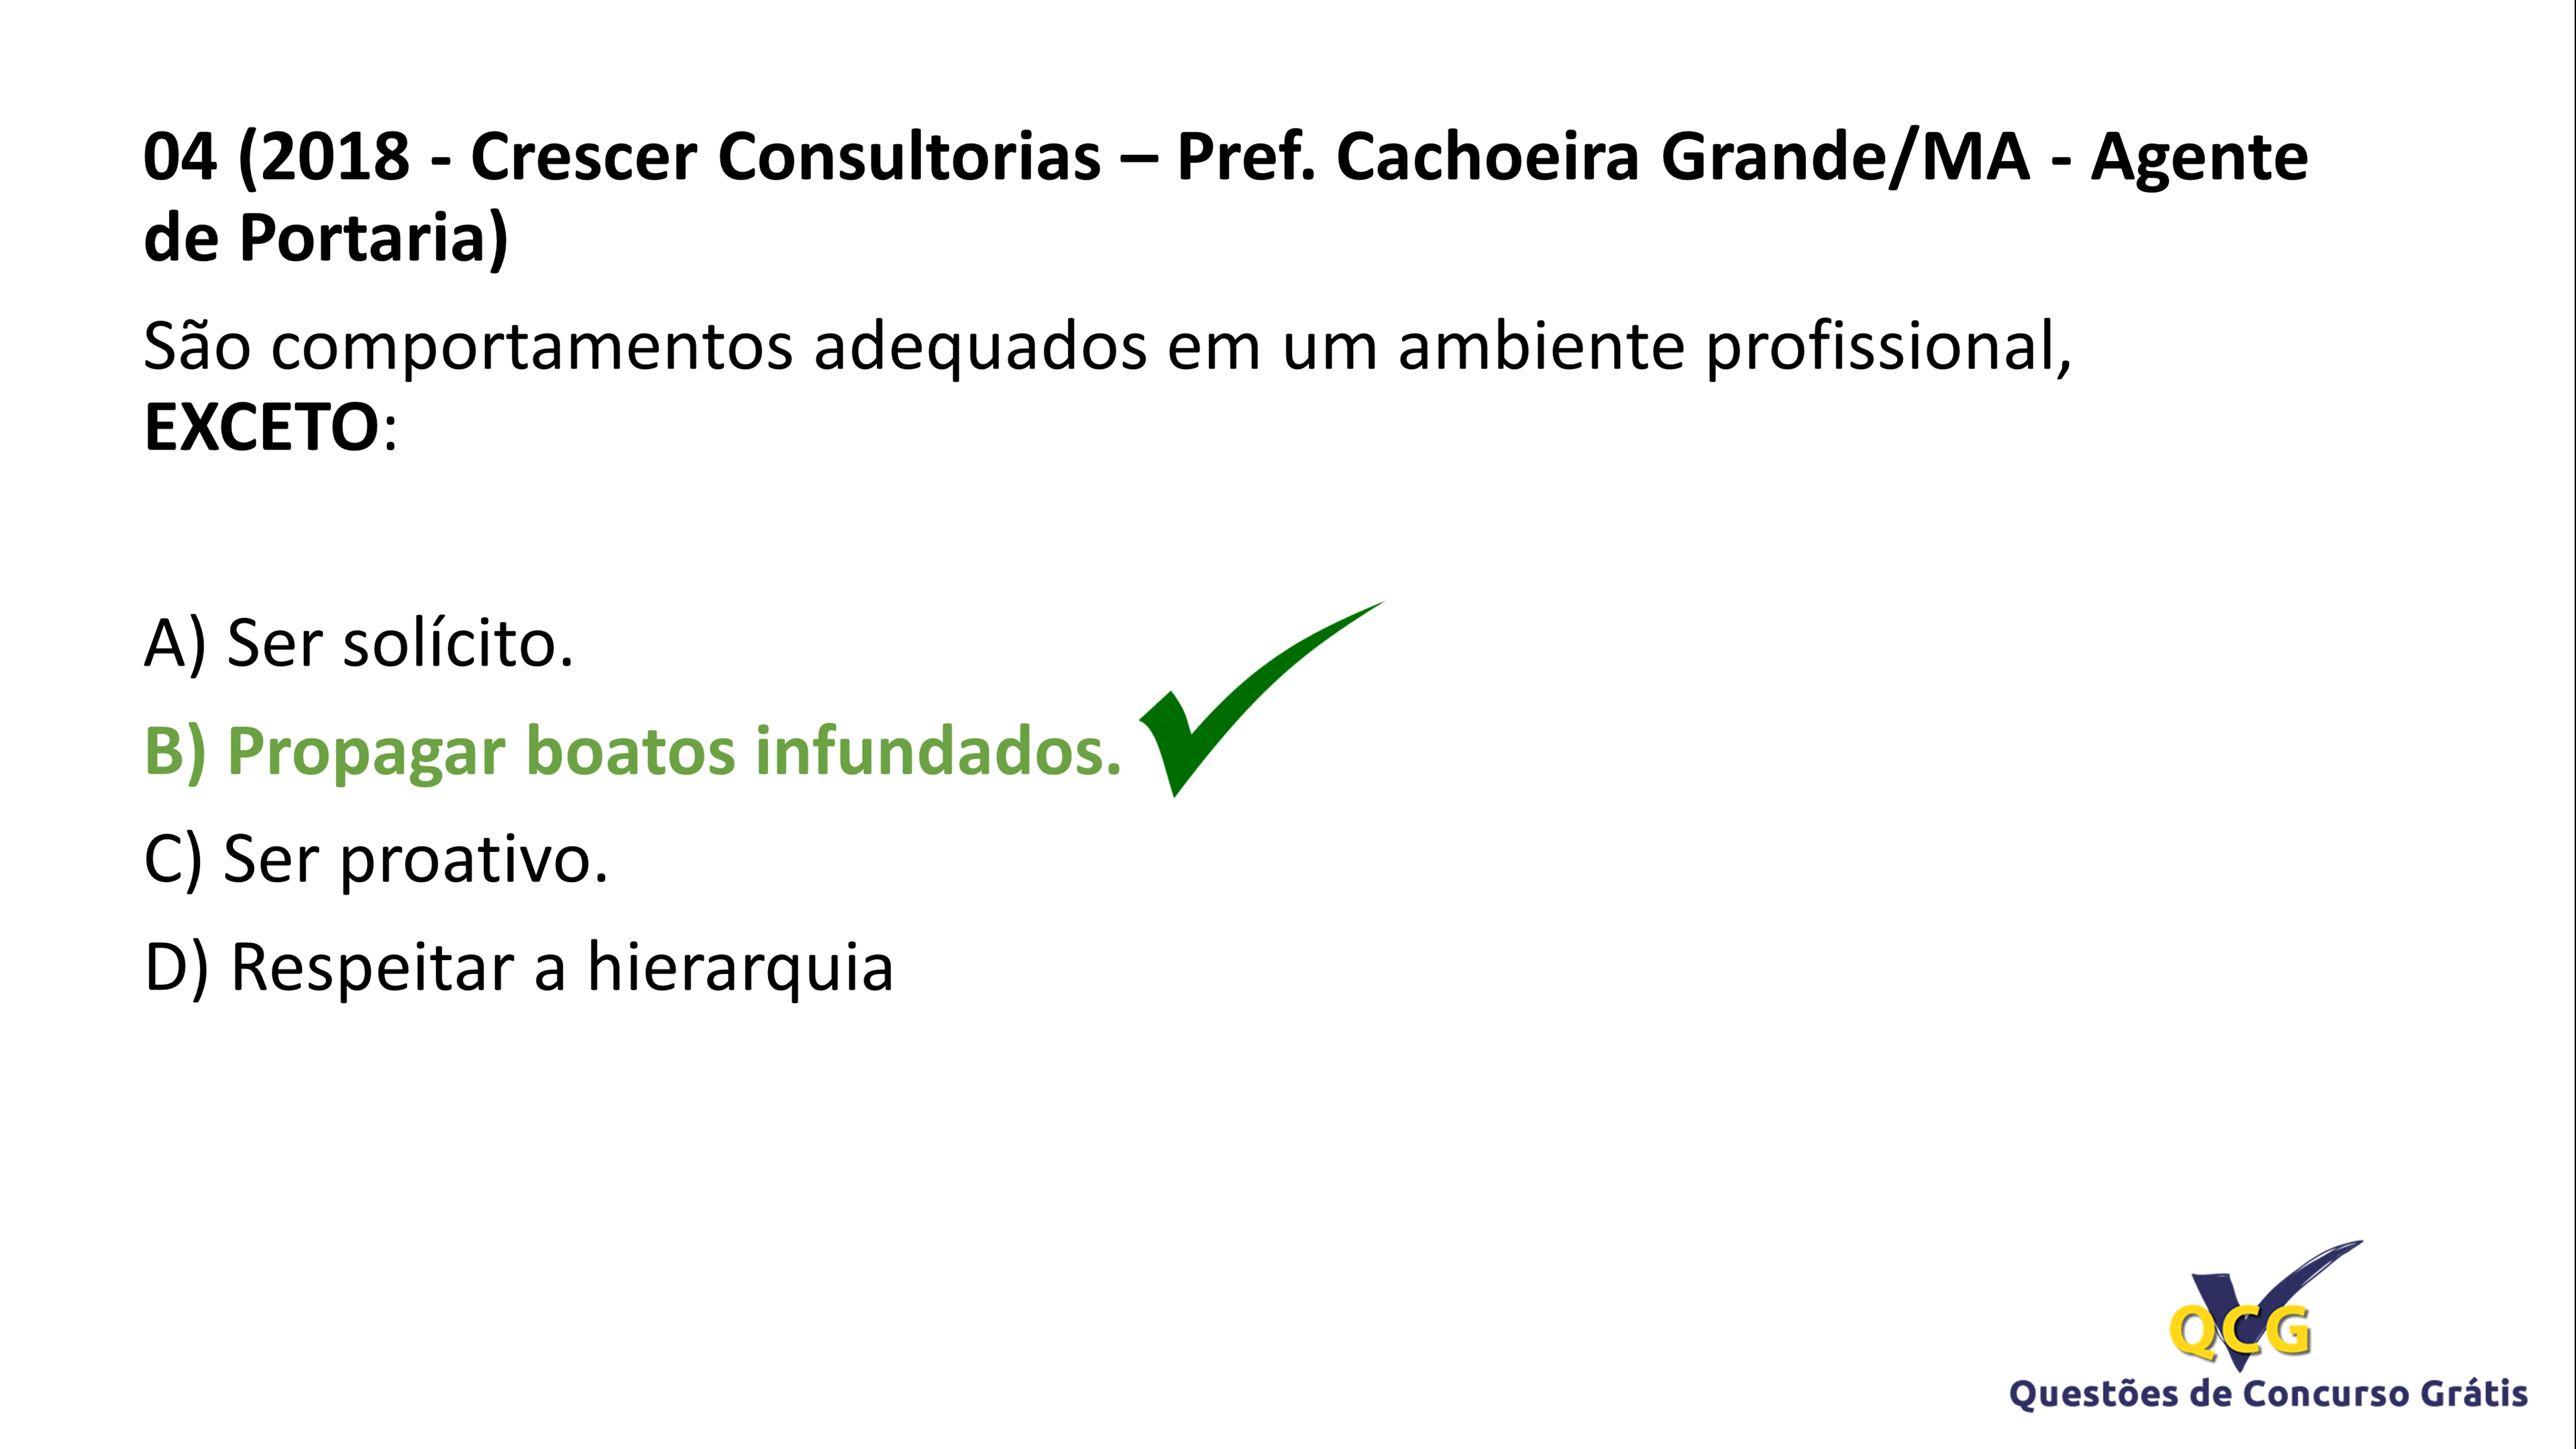 04 (2018 - Crescer Consultorias – Pref. Cachoeira Grande/MA - Agente
de Portaria)
São comportamentos adequados em um ambiente profissional,
EXCETO:
A) Ser solícito.
B) Propagar boatos infundados.
C) Ser proativo.
D) Respeitar a hierarquia
QCG
Questões de Concurso Grátis